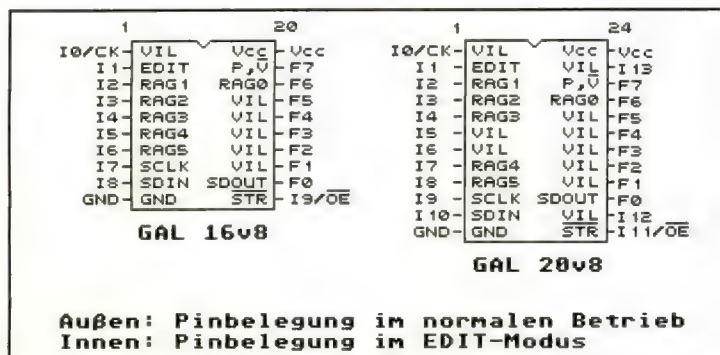 1 20 1 24
I0/CK VIL Vcc Vcc I0/CK VIL Vcc Vcc
I1 EDIT P,V̅ F7 I1 EDIT VIL I13
I2 RAG1 RAG0 F6 I2 RAG1 P,V̅ F7
I3 RAG2 VIL F5 I3 RAG2 RAG0 F6
I4 RAG3 VIL F4 I4 RAG3 VIL F5
I5 RAG4 VIL F3 I5 VIL VIL F4
I6 RAG5 VIL F2 I6 VIL VIL F3
I7 SCLK VIL F1 I7 RAG4 VIL F2
I8 SDIN SDOUT F0 I8 RAG5 VIL F1
GND GND S̅T̅R̅ I9/O̅E̅ I9 SCLK SDOUT F0
I10 SDIN VIL I12
GND GND S̅T̅R̅ I11/O̅E̅
GAL 16v8
GAL 20v8
Außen: Pinbelegung im normalen Betrieb
Innen: Pinbelegung im EDIT-Modus